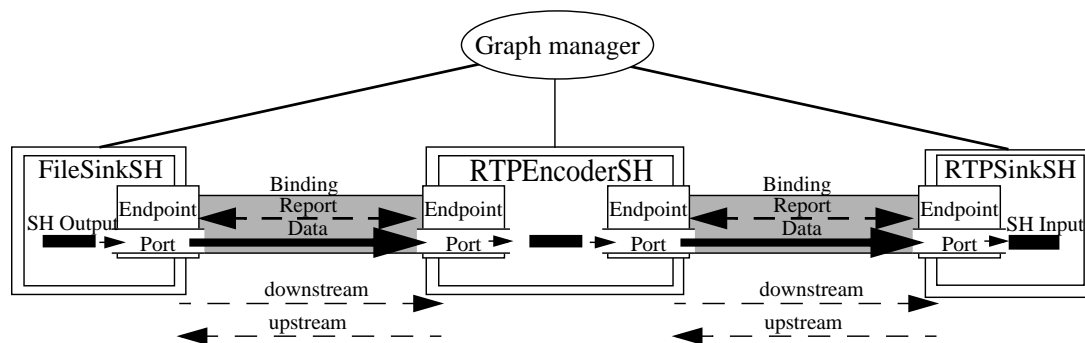 Graph manager
FileSinkSH
RTPEncoderSH
RTPSinkSH
Binding
Binding
Endpoint
Report
Endpoint
Endpoint
Report
Endpoint
SH Output
Data
Data
SH Input
Port
Port
Port
Port
downstream
downstream
upstream
upstream